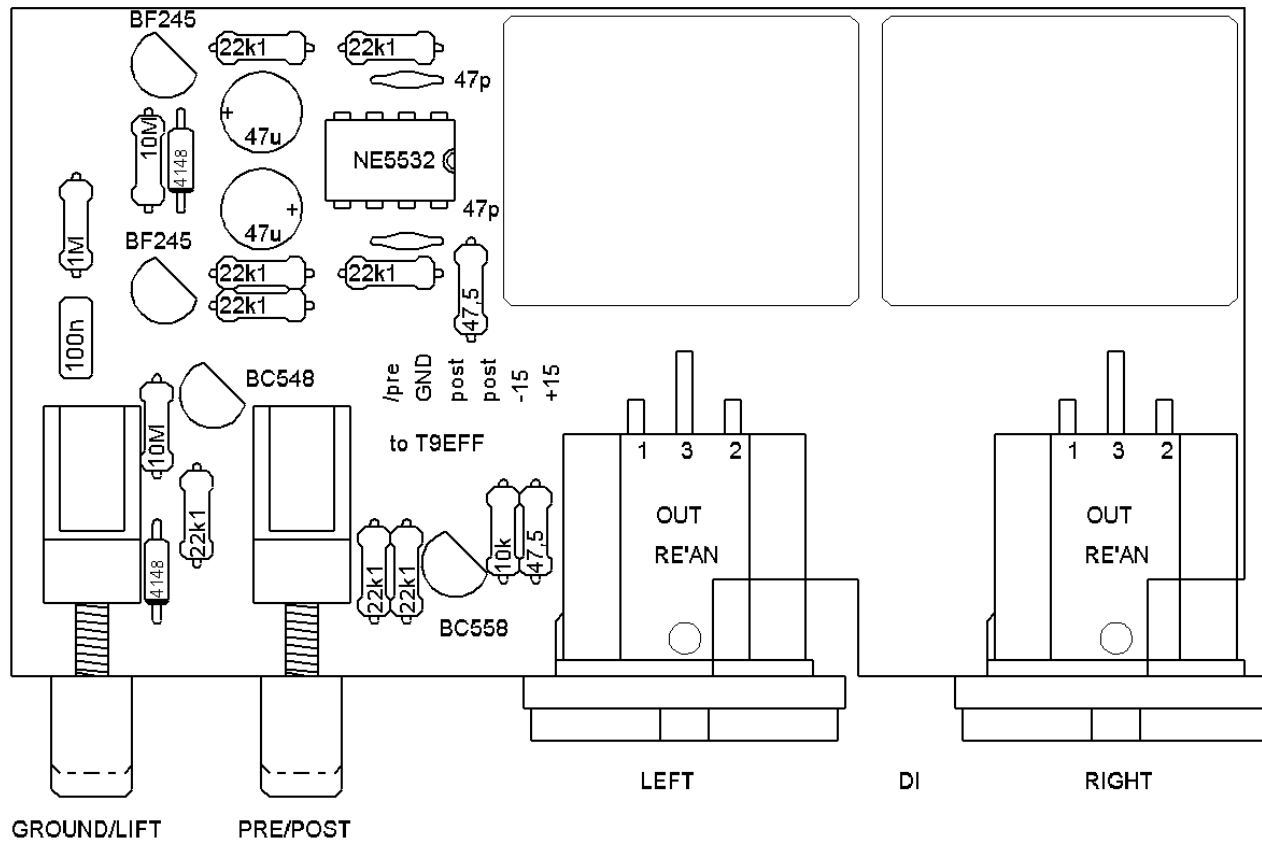 BF245
22k1
22k1
47p
+
47u
10M
4148
NE5532
1M
+
47u
47p
BF245
22k1
22k1
22k1
47,5
100n
BC548
/pre
GND
post
post
-15
+15
to T9EFF
10M
22k1
4148
22k1
22k1
BC558
10k
47,5
1 3 2
OUT
RE'AN
1 3 2
OUT
RE'AN
LEFT
DI
RIGHT
GROUND/LIFT
PRE/POST